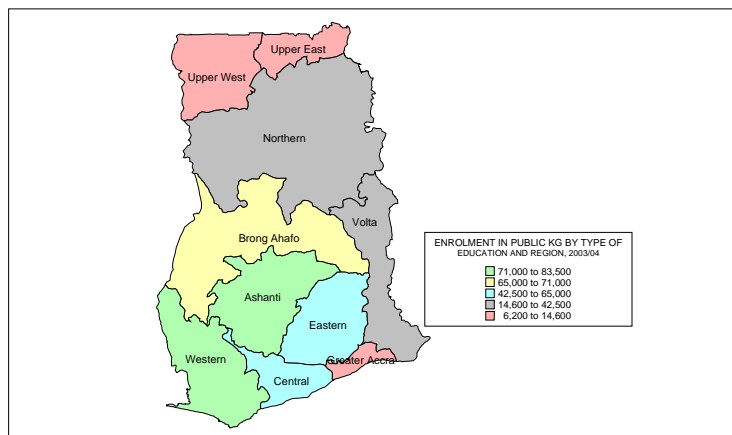 Upper East
Upper West
Northern
Volta
Brong Ahafo
ENROLMENT IN PUBLIC KG BY TYPE OF
EDUCATION AND REGION, 2003/04
71,000 to 83,500
65,000 to 71,000
42,500 to 65,000
14,600 to 42,500
6,200 to 14,600
Ashanti
Eastern
Western
Greater Accra
Central